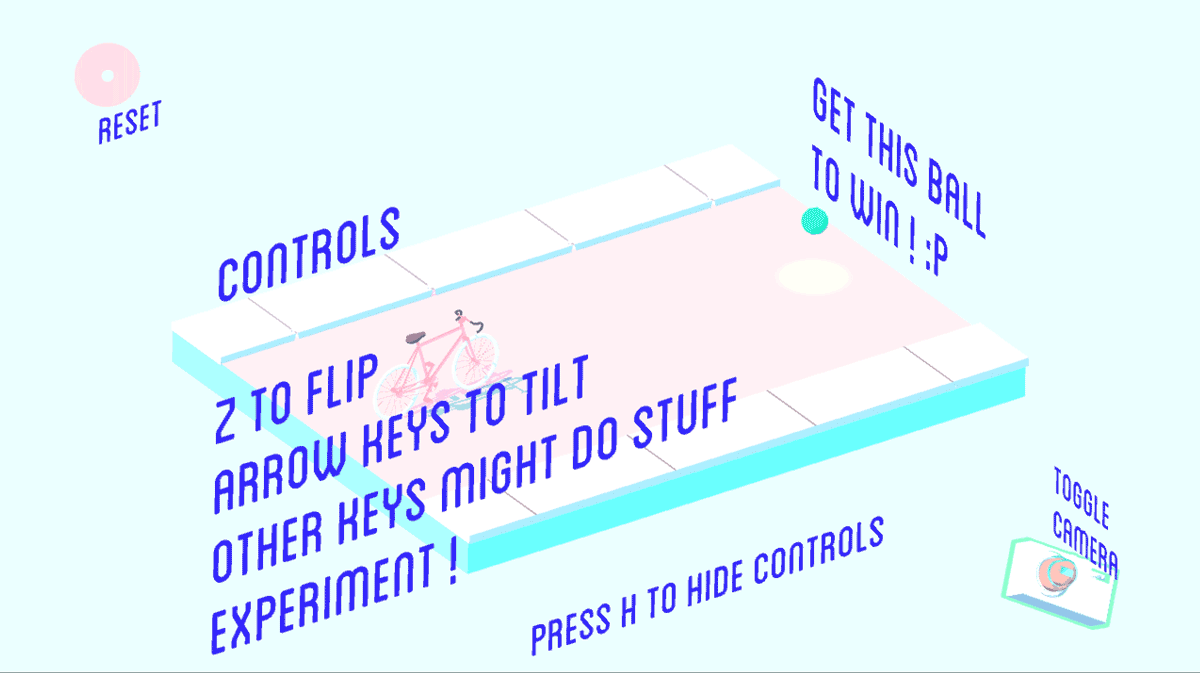 RESET
GET THIS BALL
TO WIN ! :P
CONTROLS
Z TO FLIP
ARROW KEYS TO TILT
OTHER KEYS MIGHT DO STUFF
EXPERIMENT !
PRESS H TO HIDE CONTROLS
TOGGLE
CAMERA